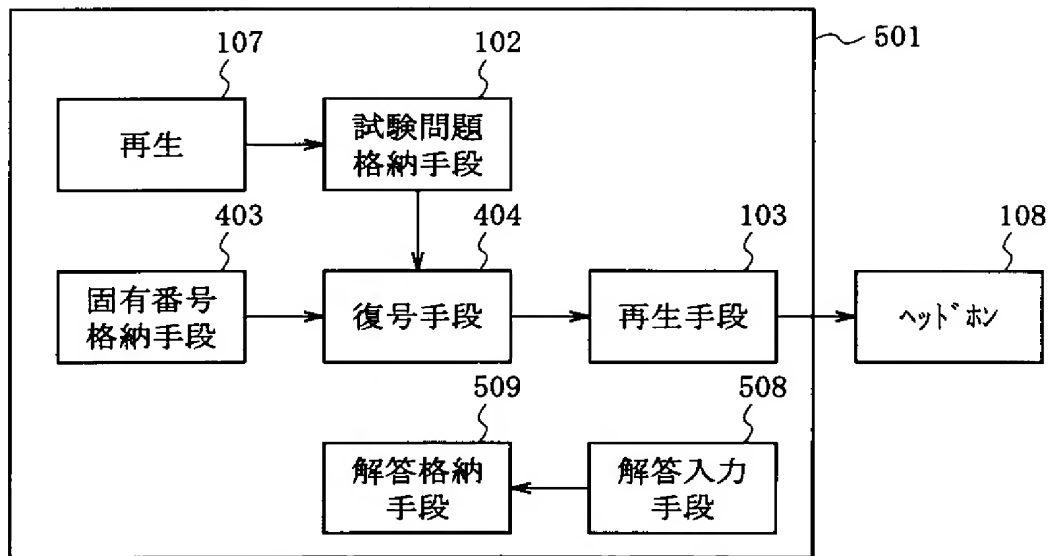 501
107
再生
102
試験問題
格納手段
403
固有番号
格納手段
404
復号手段
103
再生手段
108
ヘッドホン
509
解答格納
手段
508
解答入力
手段